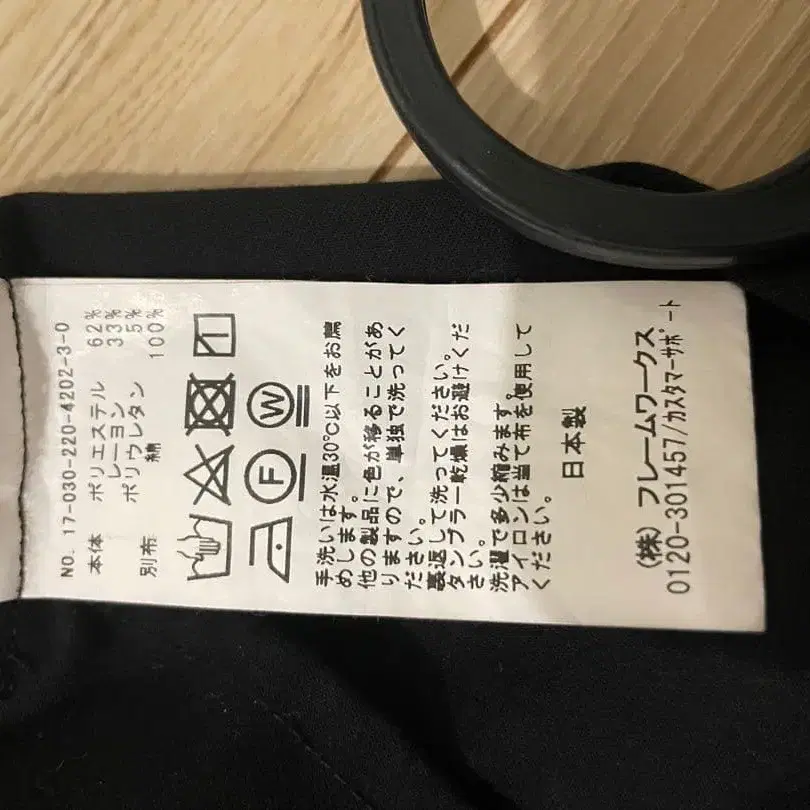 NO. 17-030-220-4202-3-0
本体 ポリエステル 62%
レーヨン 33%
ポリウレタン 5%
別布 綿 100%
F W
手洗いは水温30℃以下をお薦
めします。
他の製品に色が移ることがあ
りますので、単独で洗ってく
ださい。
裏返して洗ってください。
タンブラー乾燥はお避けくだ
さい。
洗濯で多少縮みます。
アイロンは当て布を使用して
ください。
日本製
(株) フレームワークス
0120-301457/カスタマーサポート